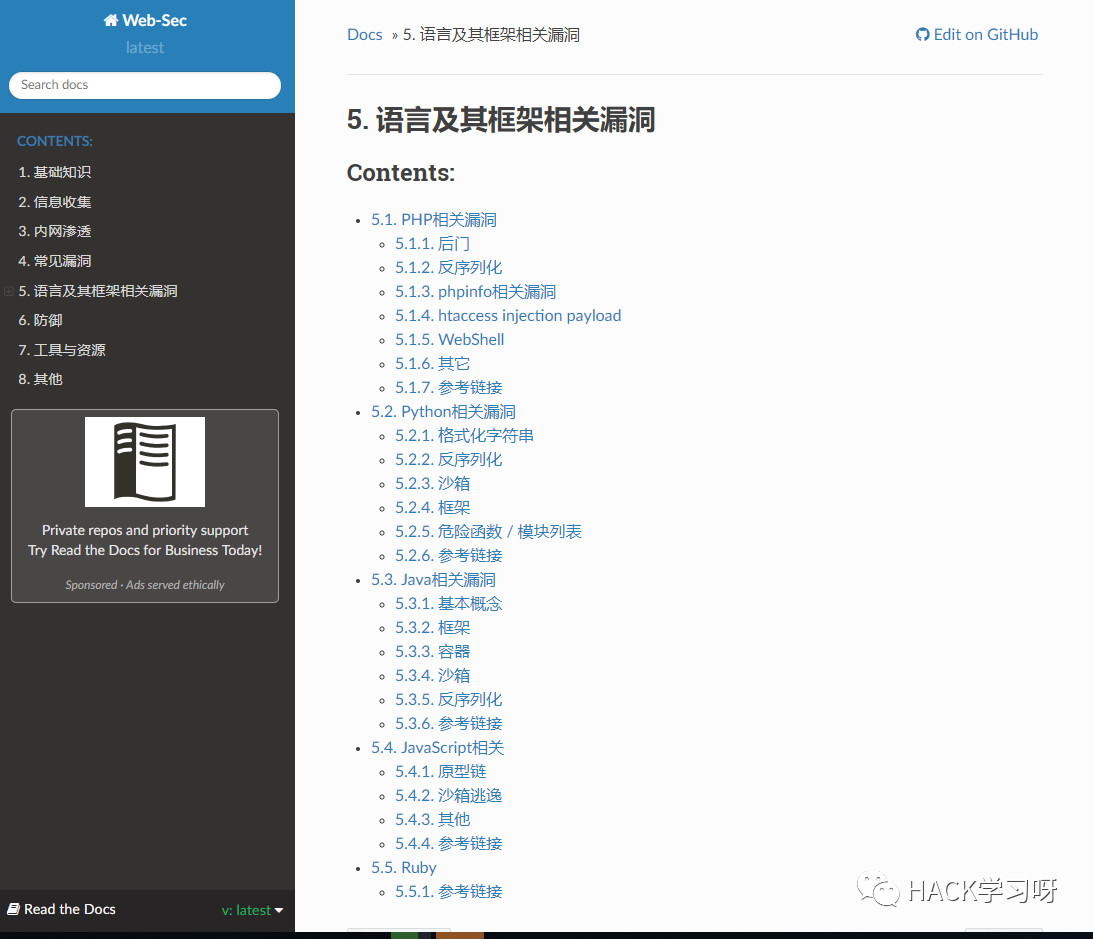 Web-Sec
latest
Search docs
CONTENTS:
1. 基础知识
2. 信息收集
3. 内网渗透
4. 常见漏洞
5. 语言及其框架相关漏洞
6. 防御
7. 工具与资源
8. 其他
Private repos and priority support
Try Read the Docs for Business Today!
Sponsored · Ads served ethically
Read the Docs
v: latest
Docs » 5. 语言及其框架相关漏洞
Edit on GitHub
5. 语言及其框架相关漏洞
Contents:
5.1. PHP相关漏洞
5.1.1. 后门
5.1.2. 反序列化
5.1.3. phpinfo相关漏洞
5.1.4. htaccess injection payload
5.1.5. WebShell
5.1.6. 其它
5.1.7. 参考链接
5.2. Python相关漏洞
5.2.1. 格式化字符串
5.2.2. 反序列化
5.2.3. 沙箱
5.2.4. 框架
5.2.5. 危险函数 / 模块列表
5.2.6. 参考链接
5.3. Java相关漏洞
5.3.1. 基本概念
5.3.2. 框架
5.3.3. 容器
5.3.4. 沙箱
5.3.5. 反序列化
5.3.6. 参考链接
5.4. JavaScript相关
5.4.1. 原型链
5.4.2. 沙箱逃逸
5.4.3. 其他
5.4.4. 参考链接
5.5. Ruby
5.5.1. 参考链接
HACK学习呀